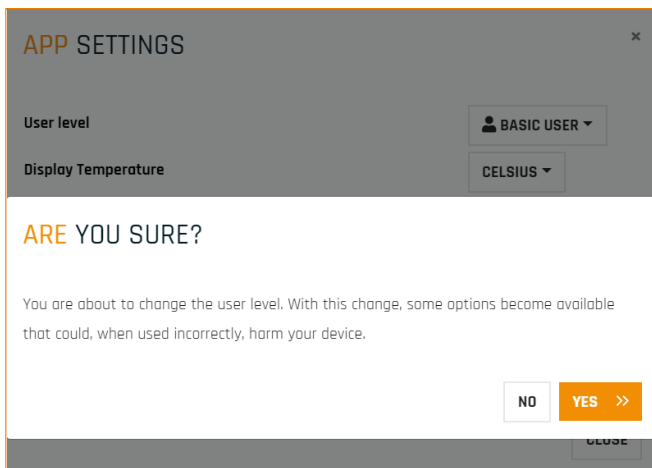 APP SETTINGS
×
User level
BASIC USER
Display Temperature
CELSIUS
ARE YOU SURE?
You are about to change the user level. With this change, some options become available
that could, when used incorrectly, harm your device.
NO
YES
CLOSE